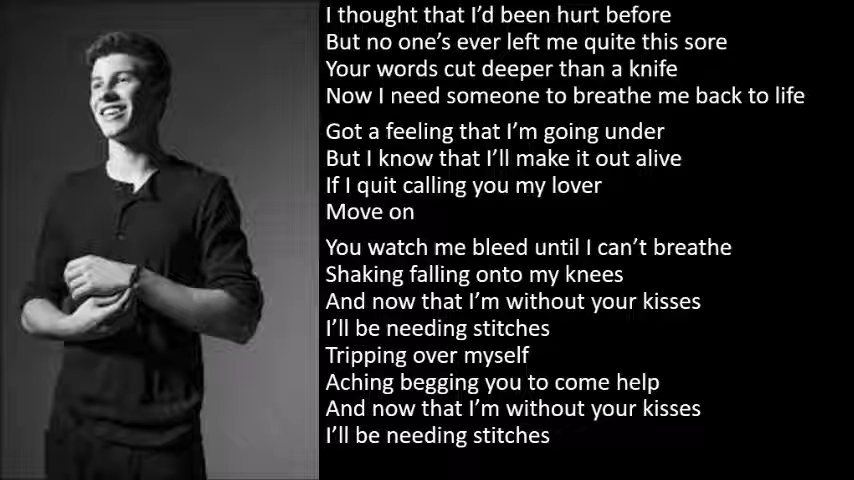 I thought that I'd been hurt before
But no one's ever left me quite this sore
Your words cut deeper than a knife
Now I need someone to breathe me back to life
Got a feeling that I'm going under
But I know that I'll make it out alive
If I quit calling you my lover
Move on
You watch me bleed until I can't breathe
Shaking falling onto my knees
And now that I'm without your kisses
I'll be needing stitches
Tripping over myself
Aching begging you to come help
And now that I'm without your kisses
I'll be needing stitches